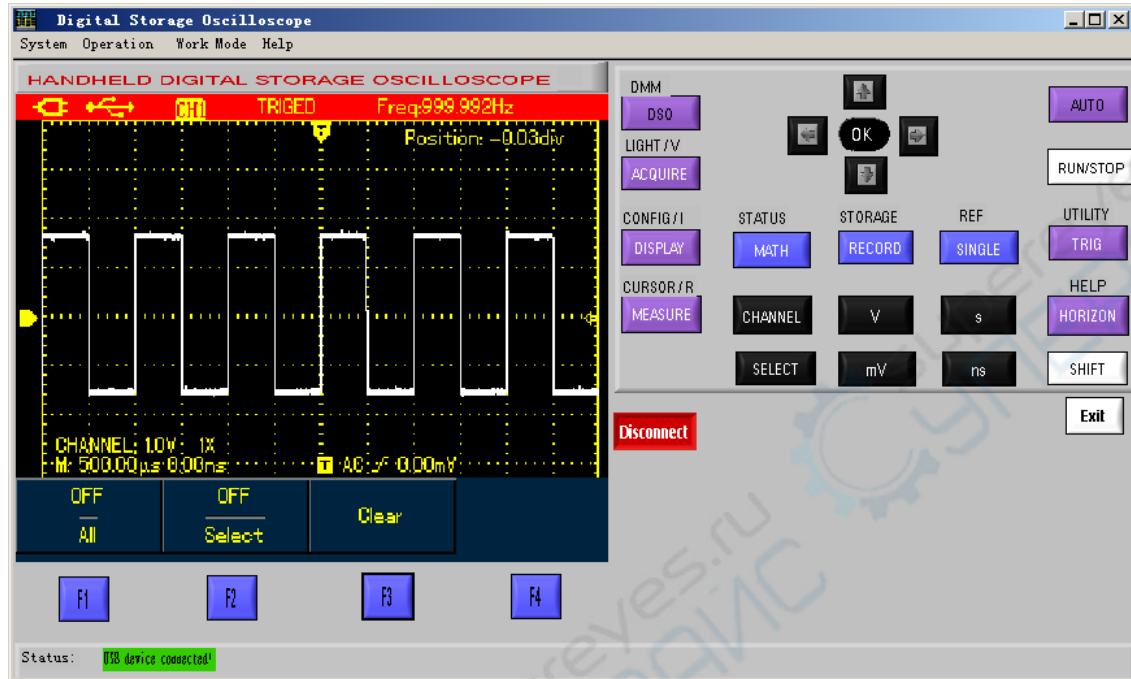 Digital Storage Oscilloscope
System Operation Work Mode Help
HANDHELD DIGITAL STORAGE OSCILLOSCOPE
CH1 TRIGED Freq:999.992Hz
Position: -0.03div
CHANNEL: 1.0V 1X
M: 500.00µs 0.00ns T AC 0.00mV
OFF
All
OFF
Select
Clear
F1 F2 F3 F4
DMM
DSO
LIGHT/V
ACQUIRE
CONFIG/I
DISPLAY
CURSOR/R
MEASURE
OK
AUTO
RUN/STOP
STATUS STORAGE REF UTILITY
MATH RECORD SINGLE TRIG
HELP
CHANNEL V s HORIZON
SELECT mV ns SHIFT
Disconnect
Exit
Status: USB device connected!